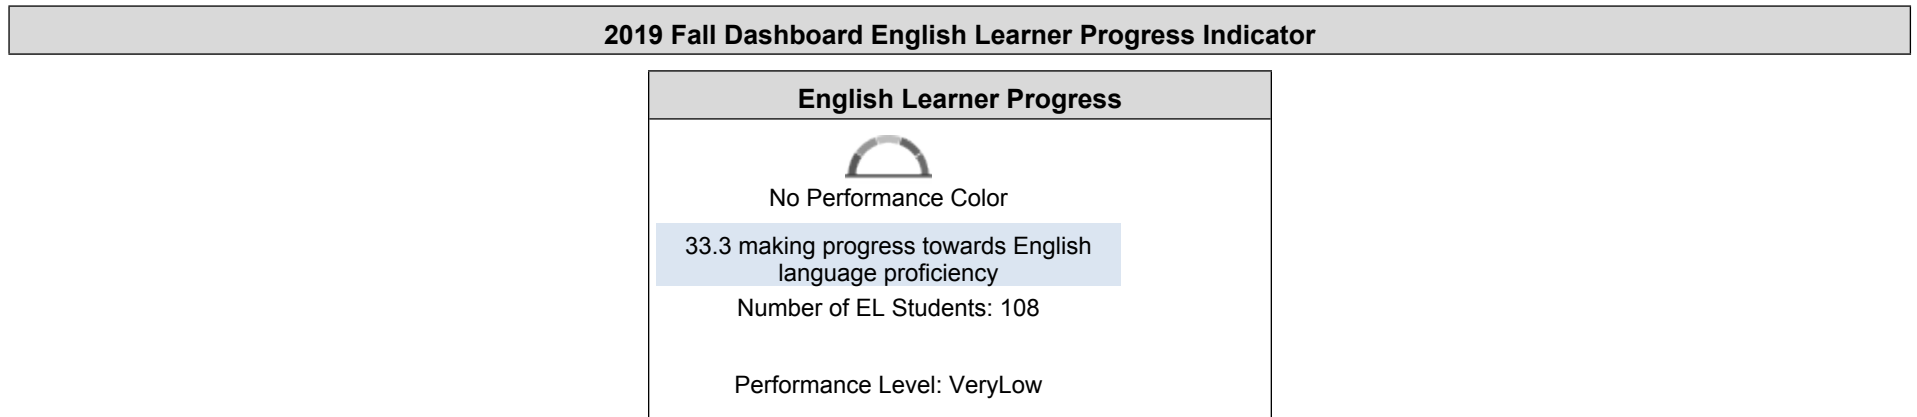 2019 Fall Dashboard English Learner Progress Indicator
English Learner Progress
No Performance Color
33.3 making progress towards English
language proficiency
Number of EL Students: 108
Performance Level: VeryLow